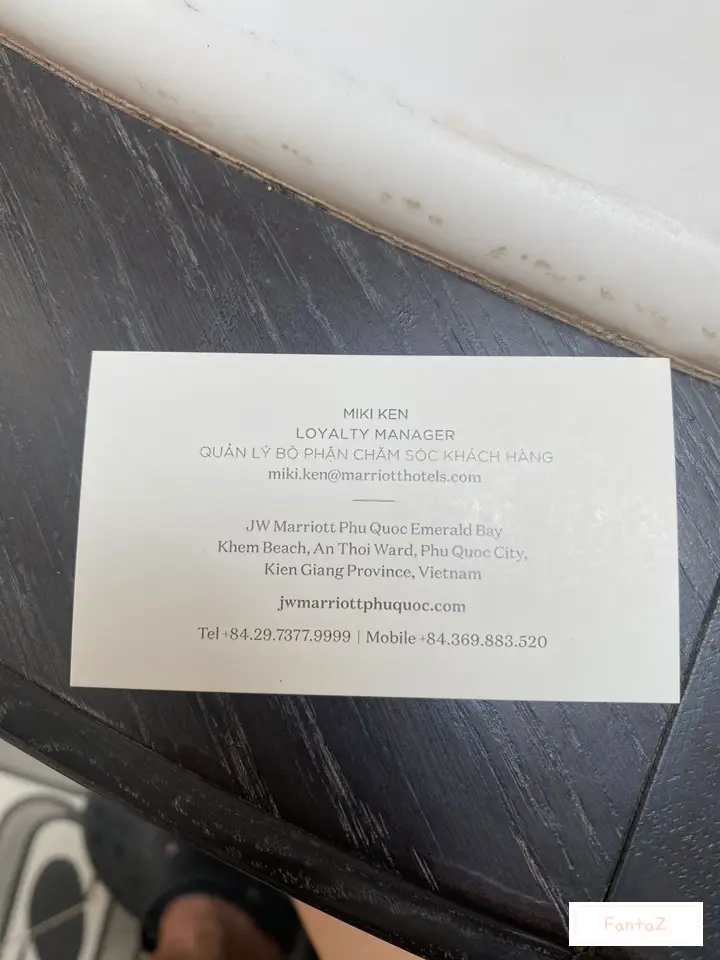 MIKI KEN
LOYALTY MANAGER
QUẢN LÝ BỘ PHẬN CHĂM SÓC KHÁCH HÀNG
miki.ken@marriotthotels.com
JW Marriott Phu Quoc Emerald Bay
Khem Beach, An Thoi Ward, Phu Quoc City,
Kien Giang Province, Vietnam
jwmarriottphuquoc.com
Tel +84.29.7377.9999 | Mobile +84.369.883.520
FantaZ